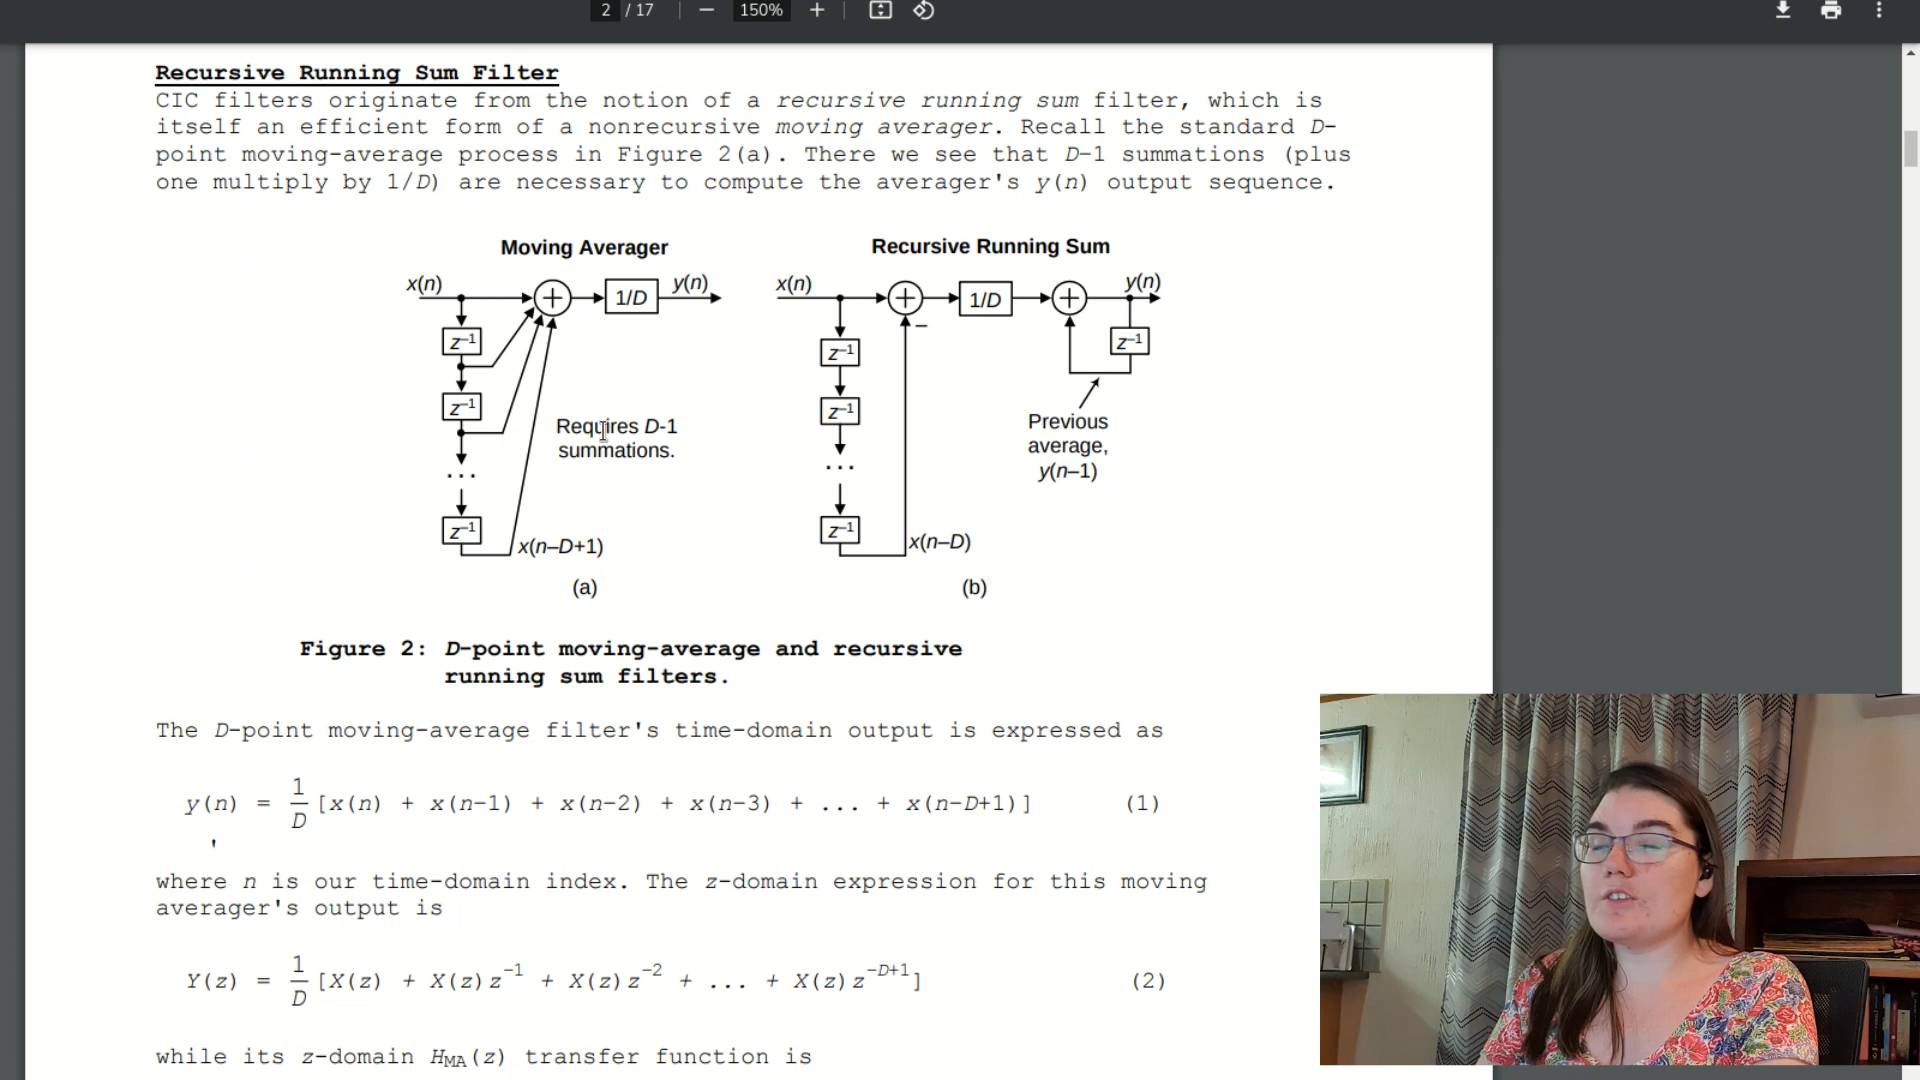 2 / 17 — 150% +
Recursive Running Sum Filter
CIC filters originate from the notion of a recursive running sum filter, which is
itself an efficient form of a nonrecursive moving averager. Recall the standard D-
point moving-average process in Figure 2(a). There we see that D–1 summations (plus
one multiply by 1/D) are necessary to compute the averager's y(n) output sequence.
Moving Averager
x(n)
+
1/D
y(n)
z–1
z–1
...
z–1
Requires D-1
summations.
x(n–D+1)
(a)
Recursive Running Sum
x(n)
+
–
1/D
+
y(n)
z–1
z–1
z–1
...
z–1
Previous
average,
y(n–1)
x(n–D)
(b)
Figure 2: D-point moving-average and recursive
running sum filters.
The D-point moving-average filter's time-domain output is expressed as
y(n) = 1/D [x(n) + x(n–1) + x(n–2) + x(n–3) + ... + x(n–D+1)] (1)
'
where n is our time-domain index. The z-domain expression for this moving
averager's output is
Y(z) = 1/D [X(z) + X(z)z–1 + X(z)z–2 + ... + X(z)z–D+1] (2)
while its z-domain HMA(z) transfer function is